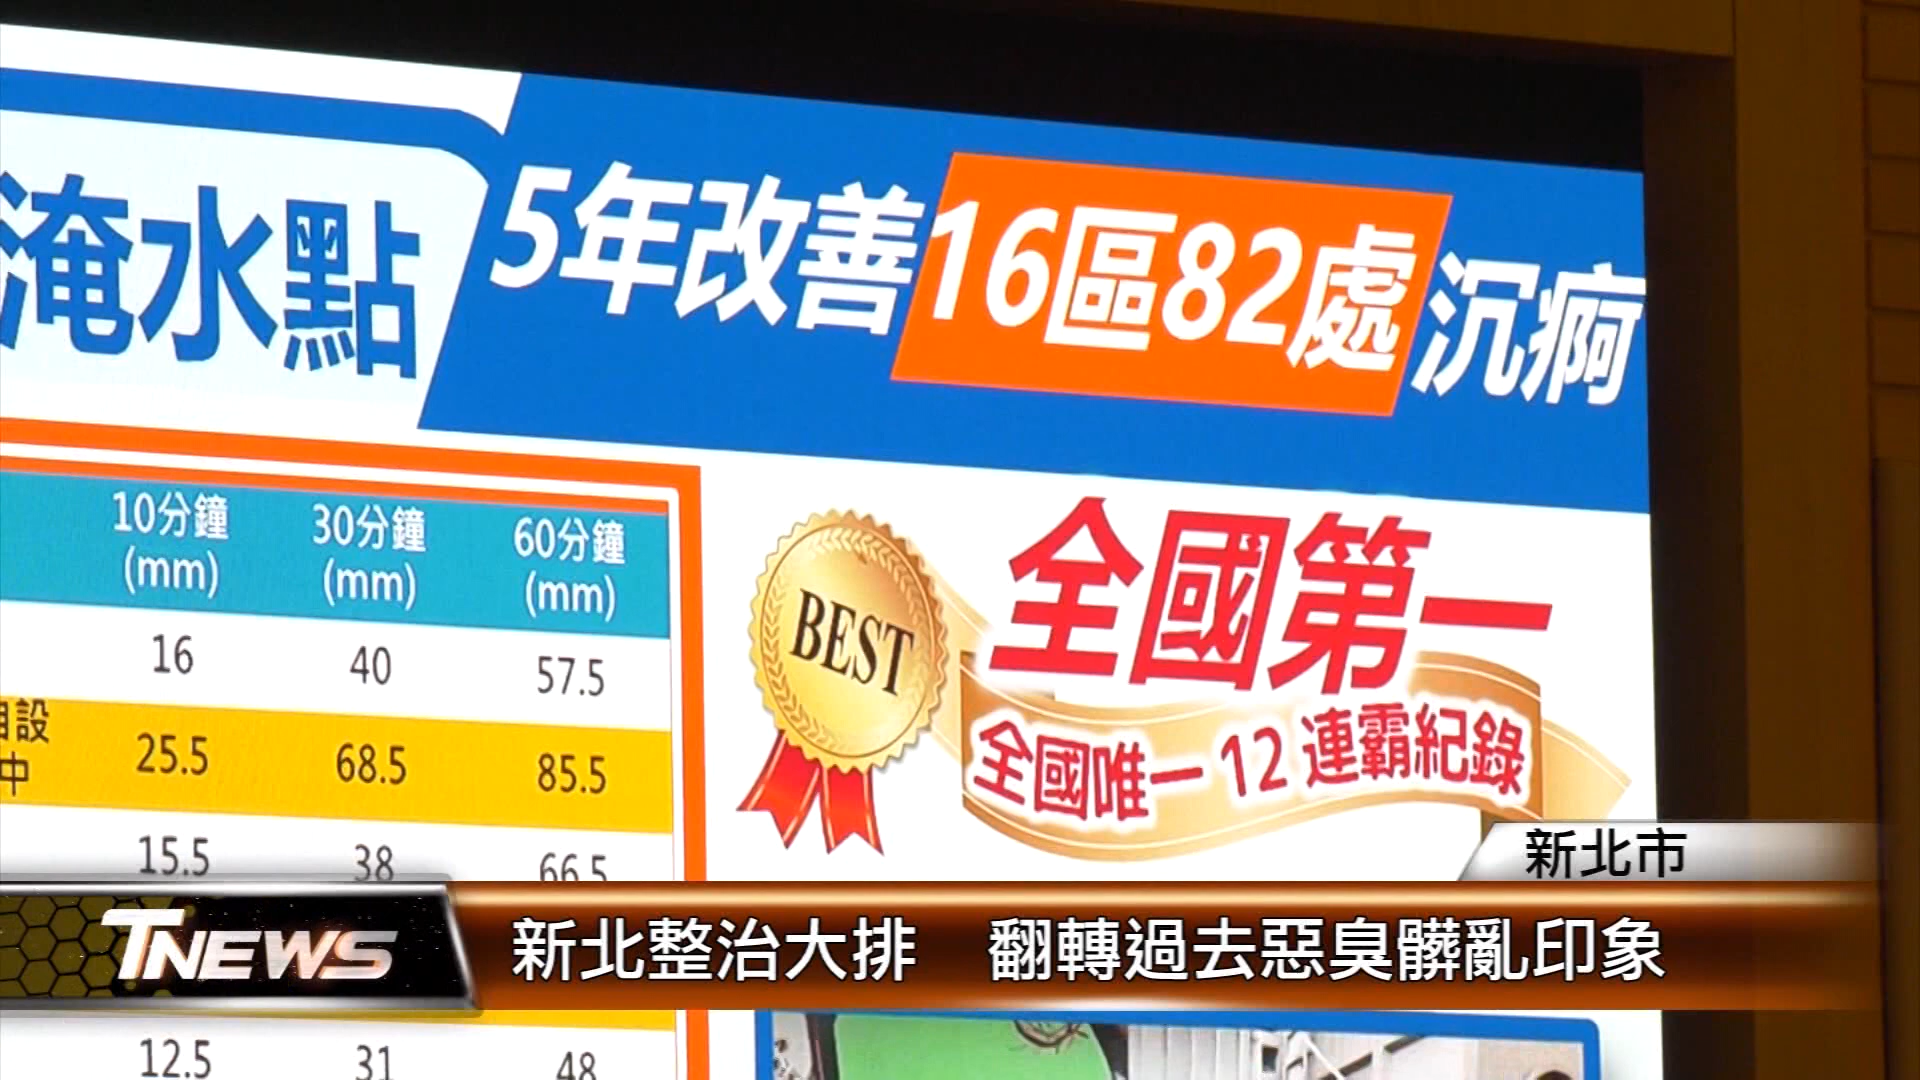 淹水點
5年改善16區82處沉痾
10分鐘 30分鐘 60分鐘
(mm) (mm) (mm)
16 40 57.5
設
中
25.5 68.5 85.5
15.5 38 66.5
12.5 31 48
BEST
全國第一
全國唯一12連霸紀錄
新北市
TNEWS
新北整治大排 翻轉過去惡臭髒亂印象